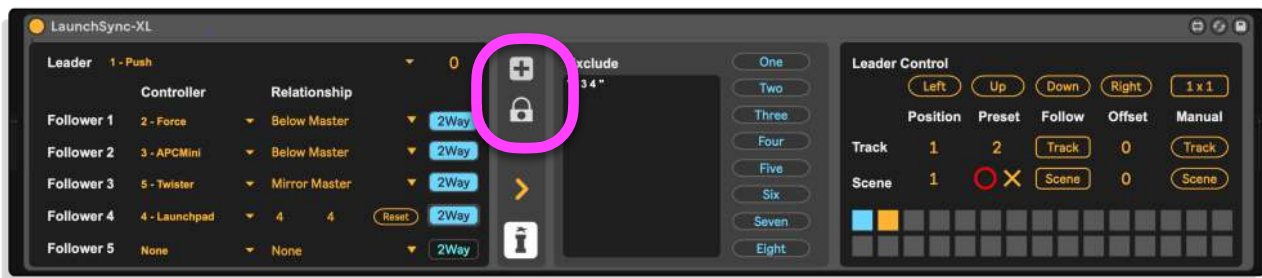 LaunchSync-XL
Leader 1 - Push 0
Controller Relationship
Follower 1 2 - Force Below Master 2Way
Follower 2 3 - APCMini Below Master 2Way
Follower 3 5 - Twister Mirror Master 2Way
Follower 4 4 - Launchpad 4 4 Reset 2Way
Follower 5 None None 2Way
xclude
3 4 "
One
Two
Three
Four
Five
Six
Seven
Eight
Leader Control
Left Up Down Right 1 x 1
Position Preset Follow Offset Manual
Track 1 2 Track 0 Track
Scene 1 Scene 0 Scene